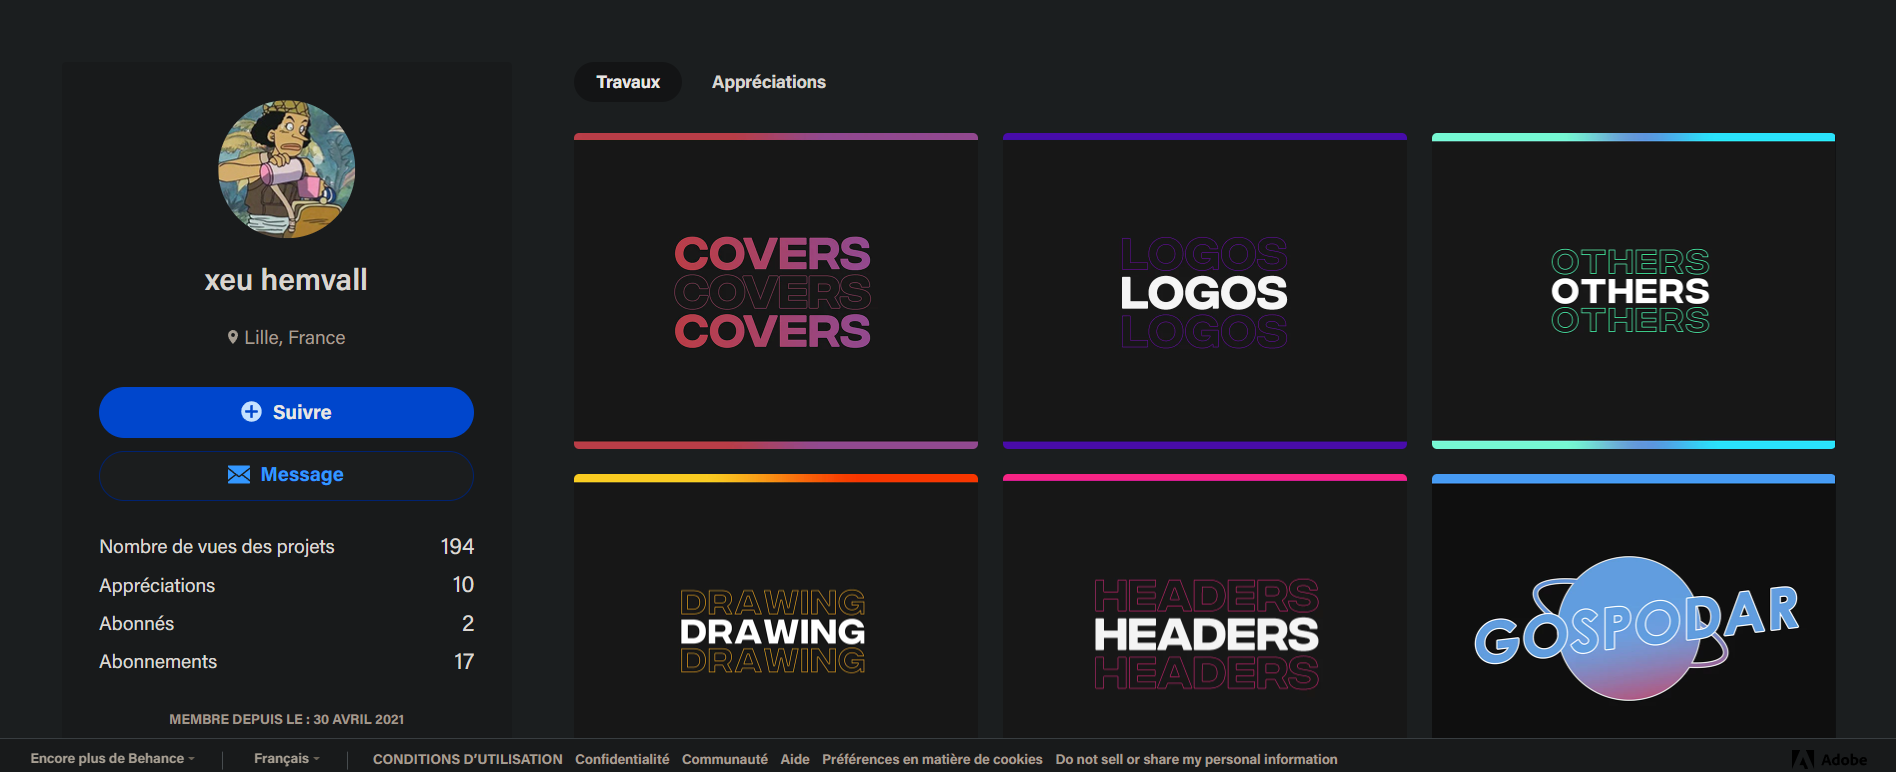 Travaux
Appréciations
xeu hemvall
Lille, France
Suivre
Message
Nombre de vues des projets 194
Appréciations 10
Abonnés 2
Abonnements 17
MEMBRE DEPUIS LE : 30 AVRIL 2021
COVERS
COVERS
COVERS
LOGOS
LOGOS
LOGOS
OTHERS
OTHERS
OTHERS
DRAWING
DRAWING
DRAWING
HEADERS
HEADERS
HEADERS
GOSPODAR
Encore plus de Behance
Français
CONDITIONS D'UTILISATION Confidentialité Communauté Aide Préférences en matière de cookies Do not sell or share my personal information
Adobe